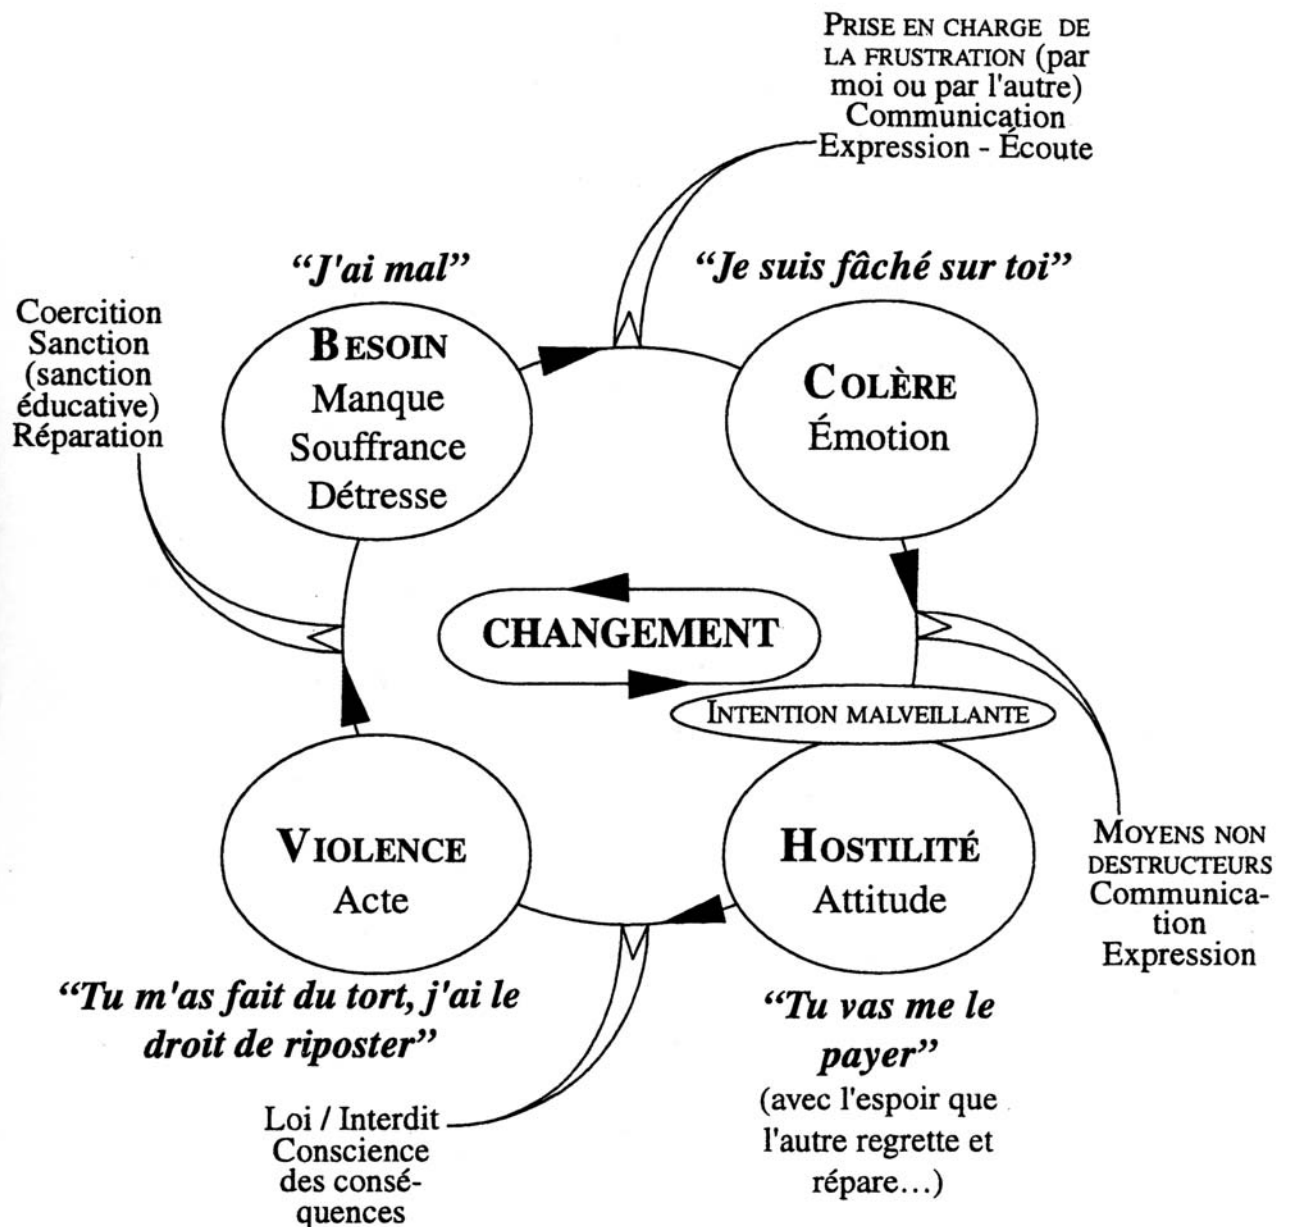 PRISE EN CHARGE DE
LA FRUSTRATION (par
moi ou par l'autre)
Communication
Expression - Écoute
“J'ai mal”
“Je suis fâché sur toi”
Coercition
Sanction
(sanction
éducative)
Réparation
BESOIN
Manque
Souffrance
Détresse
COLÈRE
Émotion
CHANGEMENT
INTENTION MALVEILLANTE
VIOLENCE
Acte
HOSTILITÉ
Attitude
MOYENS NON
DESTRUCTEURS
Communica-
tion
Expression
“Tu m'as fait du tort, j'ai le
droit de riposter”
“Tu vas me le
payer”
(avec l'espoir que
l'autre regrette et
répare…)
Loi / Interdit
Conscience
des consé-
quences